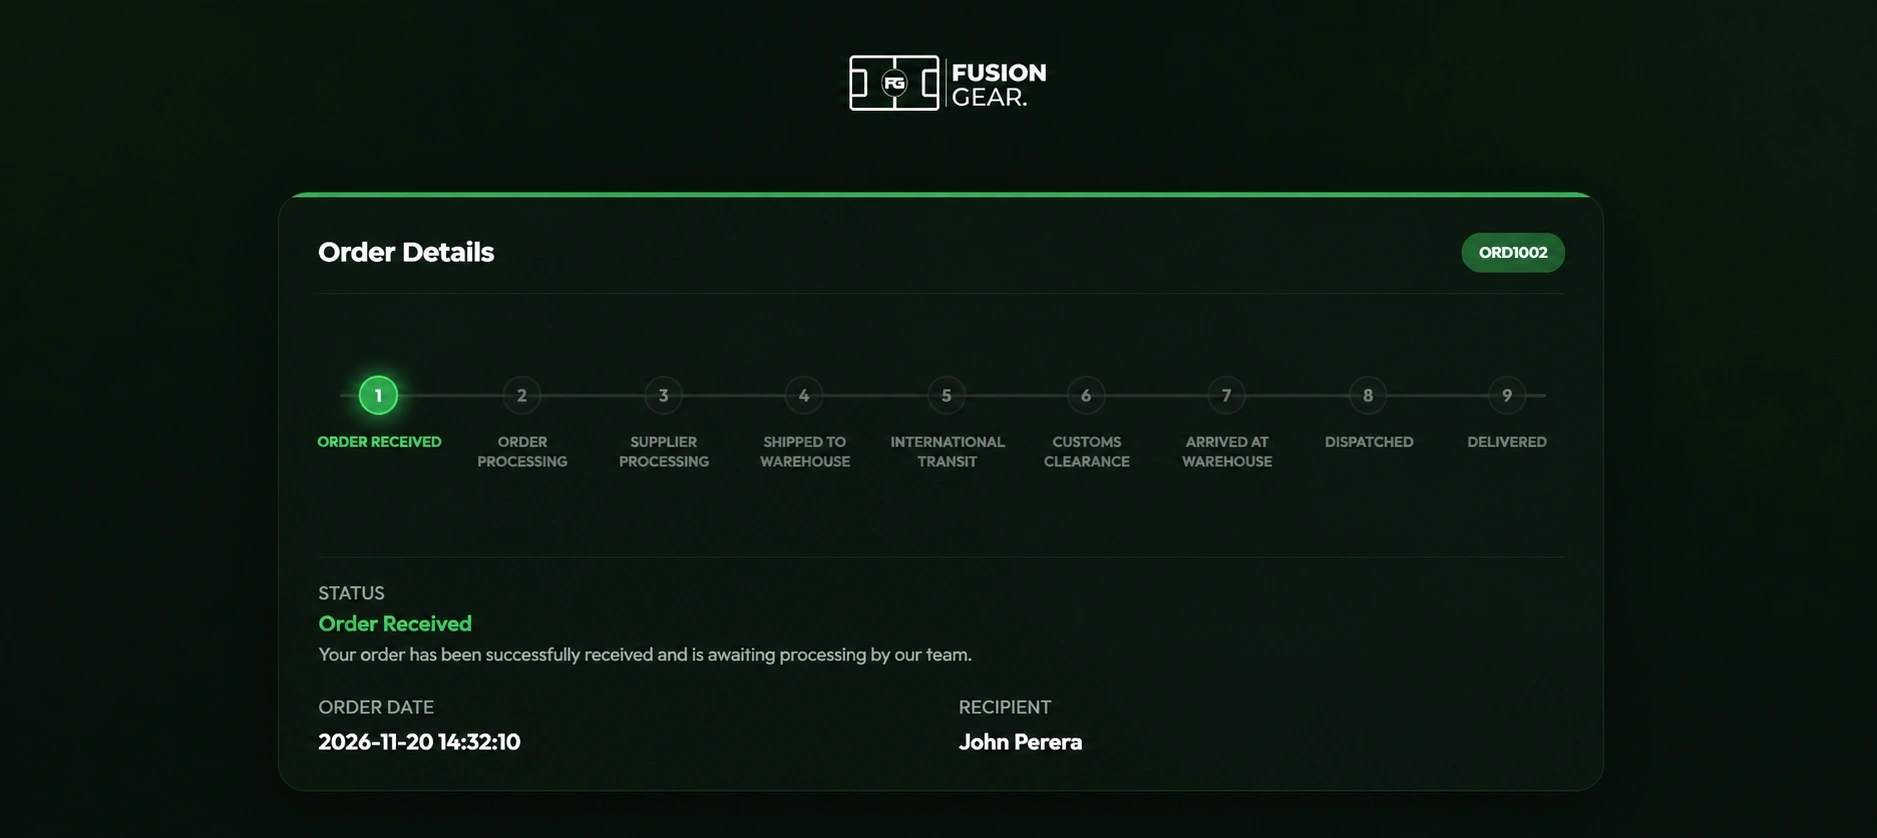 FG
FUSION
GEAR.
Order Details
ORD1002
1
2
3
4
5
6
7
8
9
ORDER RECEIVED
ORDER
PROCESSING
SUPPLIER
PROCESSING
SHIPPED TO
WAREHOUSE
INTERNATIONAL
TRANSIT
CUSTOMS
CLEARANCE
ARRIVED AT
WAREHOUSE
DISPATCHED
DELIVERED
STATUS
Order Received
Your order has been successfully received and is awaiting processing by our team.
ORDER DATE
2026-11-20 14:32:10
RECIPIENT
John Perera